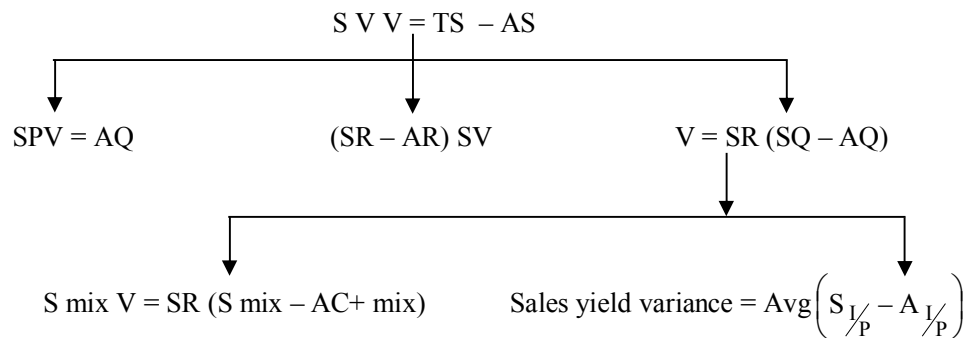 S V V = TS – AS
SPV = AQ (SR – AR) SV V = SR (SQ – AQ)
S mix V = SR (S mix – AC+ mix) Sales yield variance = Avg(S I/P – A I/P)